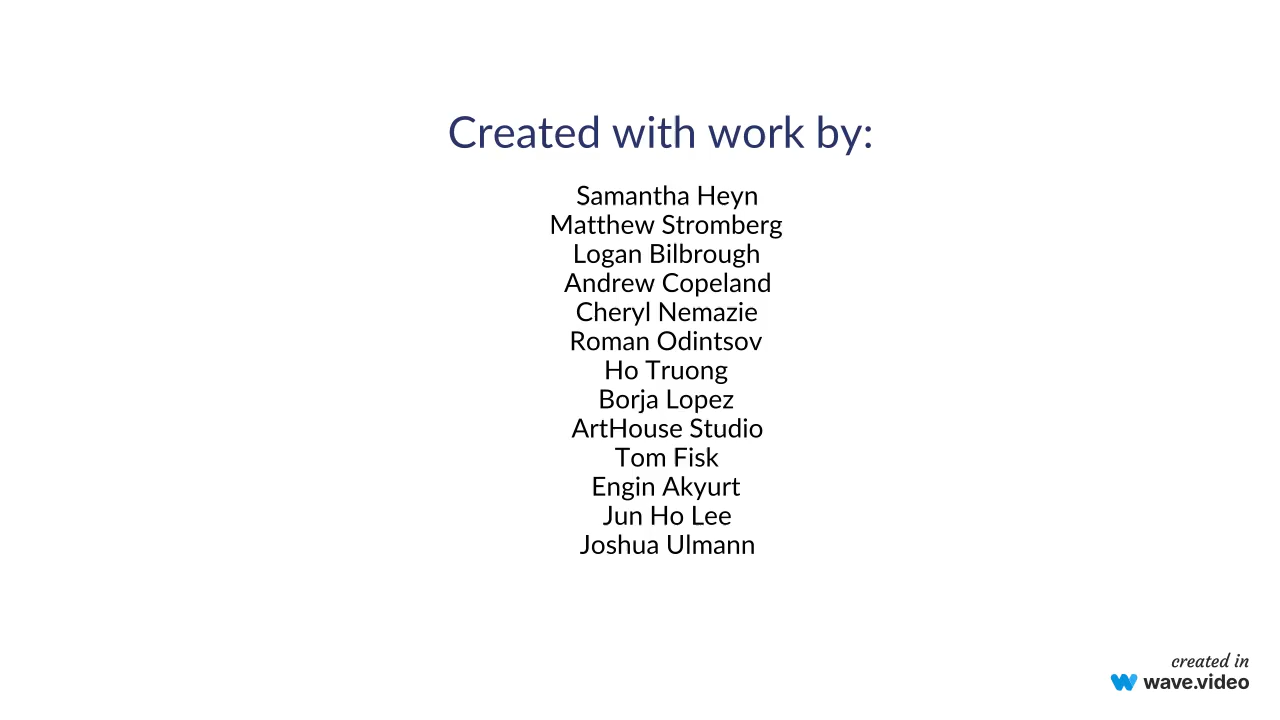 Created with work by:
Samantha Heyn
Matthew Stromberg
Logan Bilbrough
Andrew Copeland
Cheryl Nemazie
Roman Odintsov
Ho Truong
Borja Lopez
ArtHouse Studio
Tom Fisk
Engin Akyurt
Jun Ho Lee
Joshua Ulmann
created in
wave.video